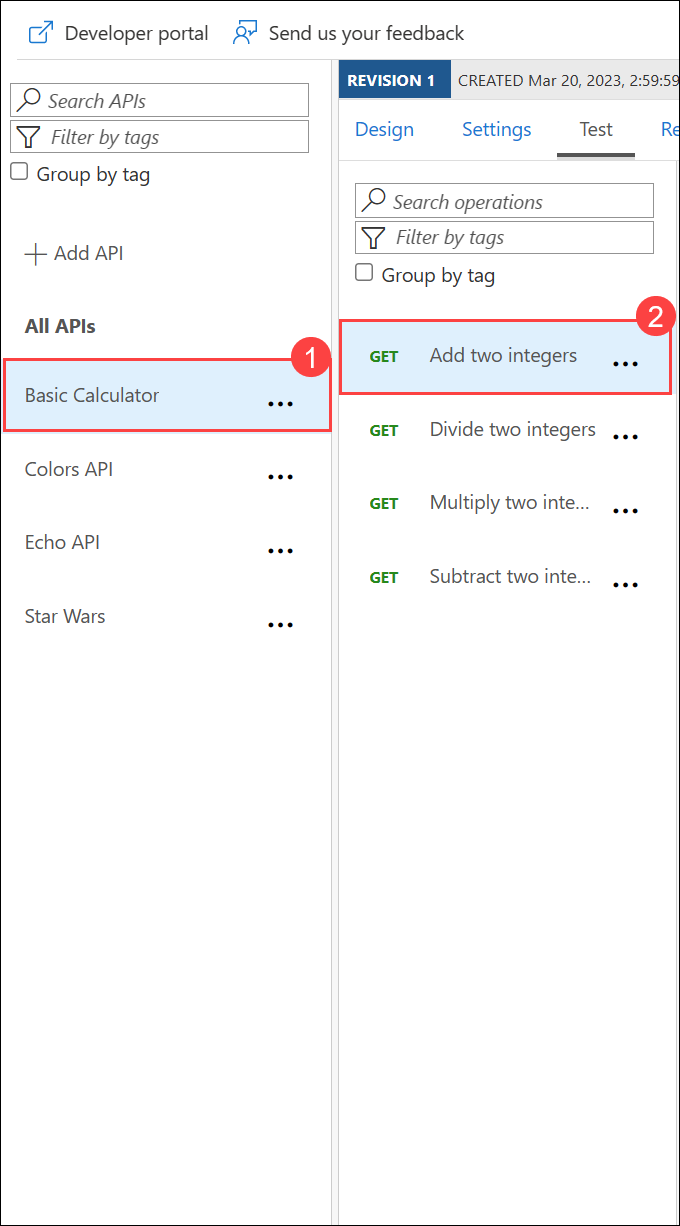 Developer portal
Send us your feedback
Search APIs
Filter by tags
Group by tag
Add API
All APIs
1
Basic Calculator
Colors API
Echo API
Star Wars
REVISION 1
CREATED Mar 20, 2023, 2:59:59
Design
Settings
Test
Re
Search operations
Filter by tags
Group by tag
2
GET Add two integers
GET Divide two integers
GET Multiply two inte...
GET Subtract two inte...